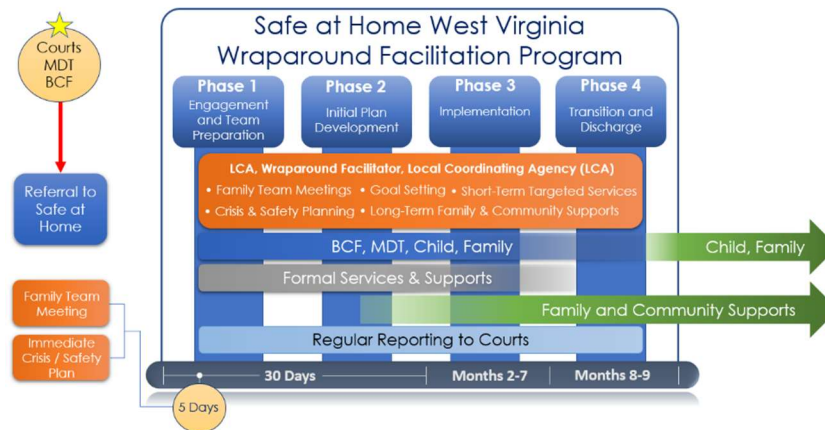 Safe at Home West Virginia
Wraparound Facilitation Program
Courts
MDT
BCF
Referral to
Safe at
Home
Phase 1
Engagement
and Team
Preparation
Phase 2
Initial Plan
Development
Phase 3
Implementation
Phase 4
Transition and
Discharge
LCA, Wraparound Facilitator, Local Coordinating Agency (LCA)
• Family Team Meetings • Goal Setting • Short-Term Targeted Services
• Crisis & Safety Planning • Long-Term Family & Community Supports
BCF, MDT, Child, Family
Child, Family
Formal Services & Supports
Family and Community Supports
Regular Reporting to Courts
Family Team
Meeting
Immediate
Crisis / Safety
Plan
30 Days
Months 2-7
Months 8-9
5 Days